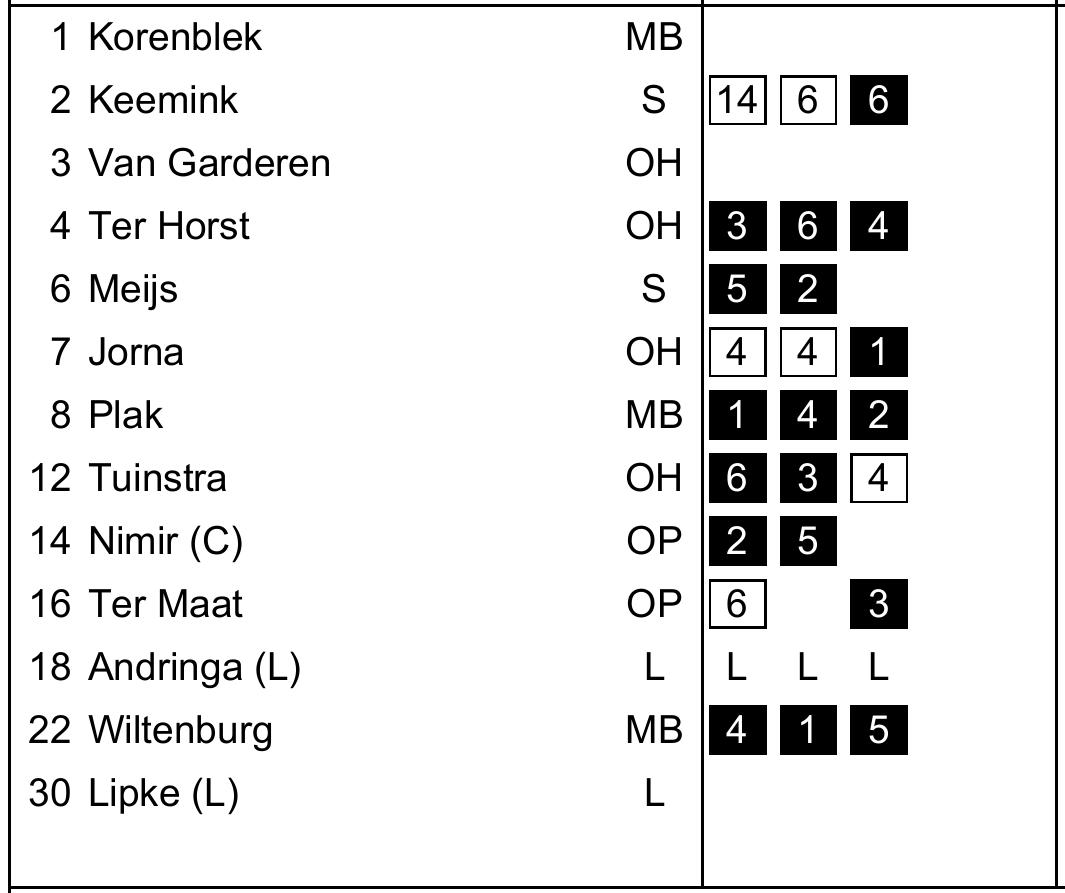 1 Korenblek MB
2 Keemink S 14 6 6
3 Van Garderen OH
4 Ter Horst OH 3 6 4
6 Meijs S 5 2
7 Jorna OH 4 4 1
8 Plak MB 1 4 2
12 Tuinstra OH 6 3 4
14 Nimir (C) OP 2 5
16 Ter Maat OP 6 3
18 Andringa (L) L L L L
22 Wiltenburg MB 4 1 5
30 Lipke (L) L